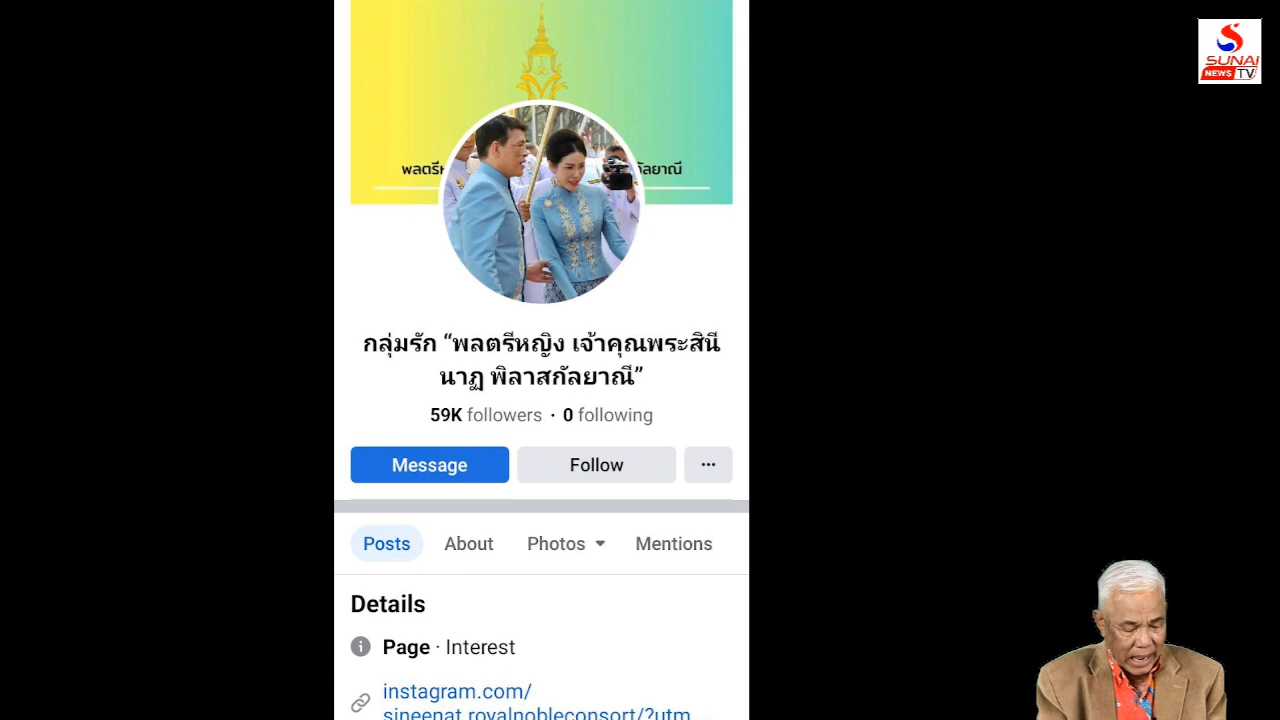 SUNAI
NEWS TV
พลตรีห
กัลยาณี
กลุ่มรัก “พลตรีหญิง เจ้าคุณพระสินี
นาฏ พิลาสกัลยาณี”
59K followers · 0 following
Message
Follow
Posts
About
Photos
Mentions
Details
Page · Interest
instagram.com/
sineenat.royalnobleconsort/?utm